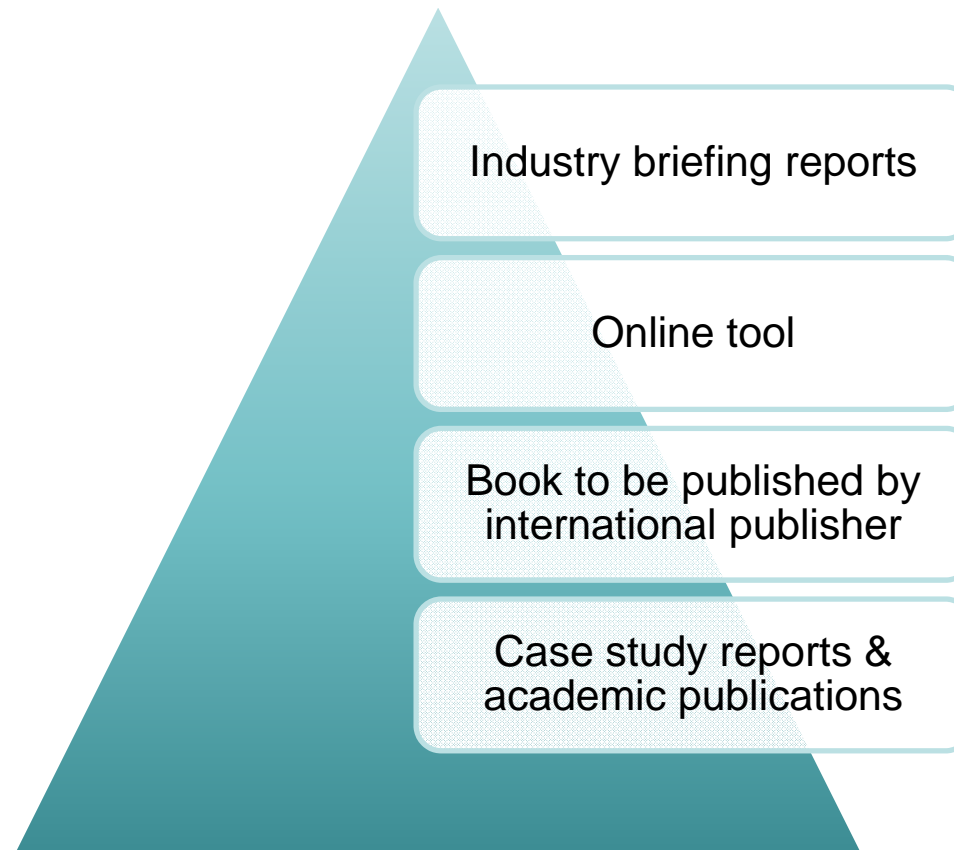 Industry briefing reports
Online tool
Book to be published by
international publisher
Case study reports &
academic publications